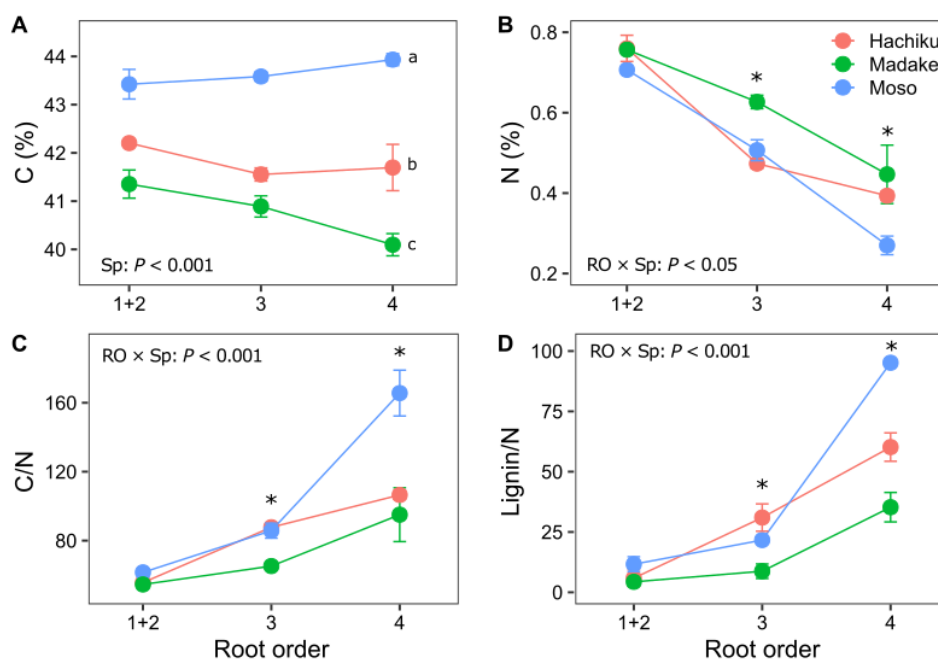 A
C (%)
44
43
42
41
40
a
b
c
Sp: P < 0.001
1+2 3 4
B
N (%)
0.8
0.6
0.4
0.2
Hachiku
Madake
Moso
*
*
RO × Sp: P < 0.05
1+2 3 4
C
C/N
RO × Sp: P < 0.001
160
120
80
*
*
1+2 3 4
Root order
D
Lignin/N
RO × Sp: P < 0.001
100
75
50
25
0
*
*
1+2 3 4
Root order